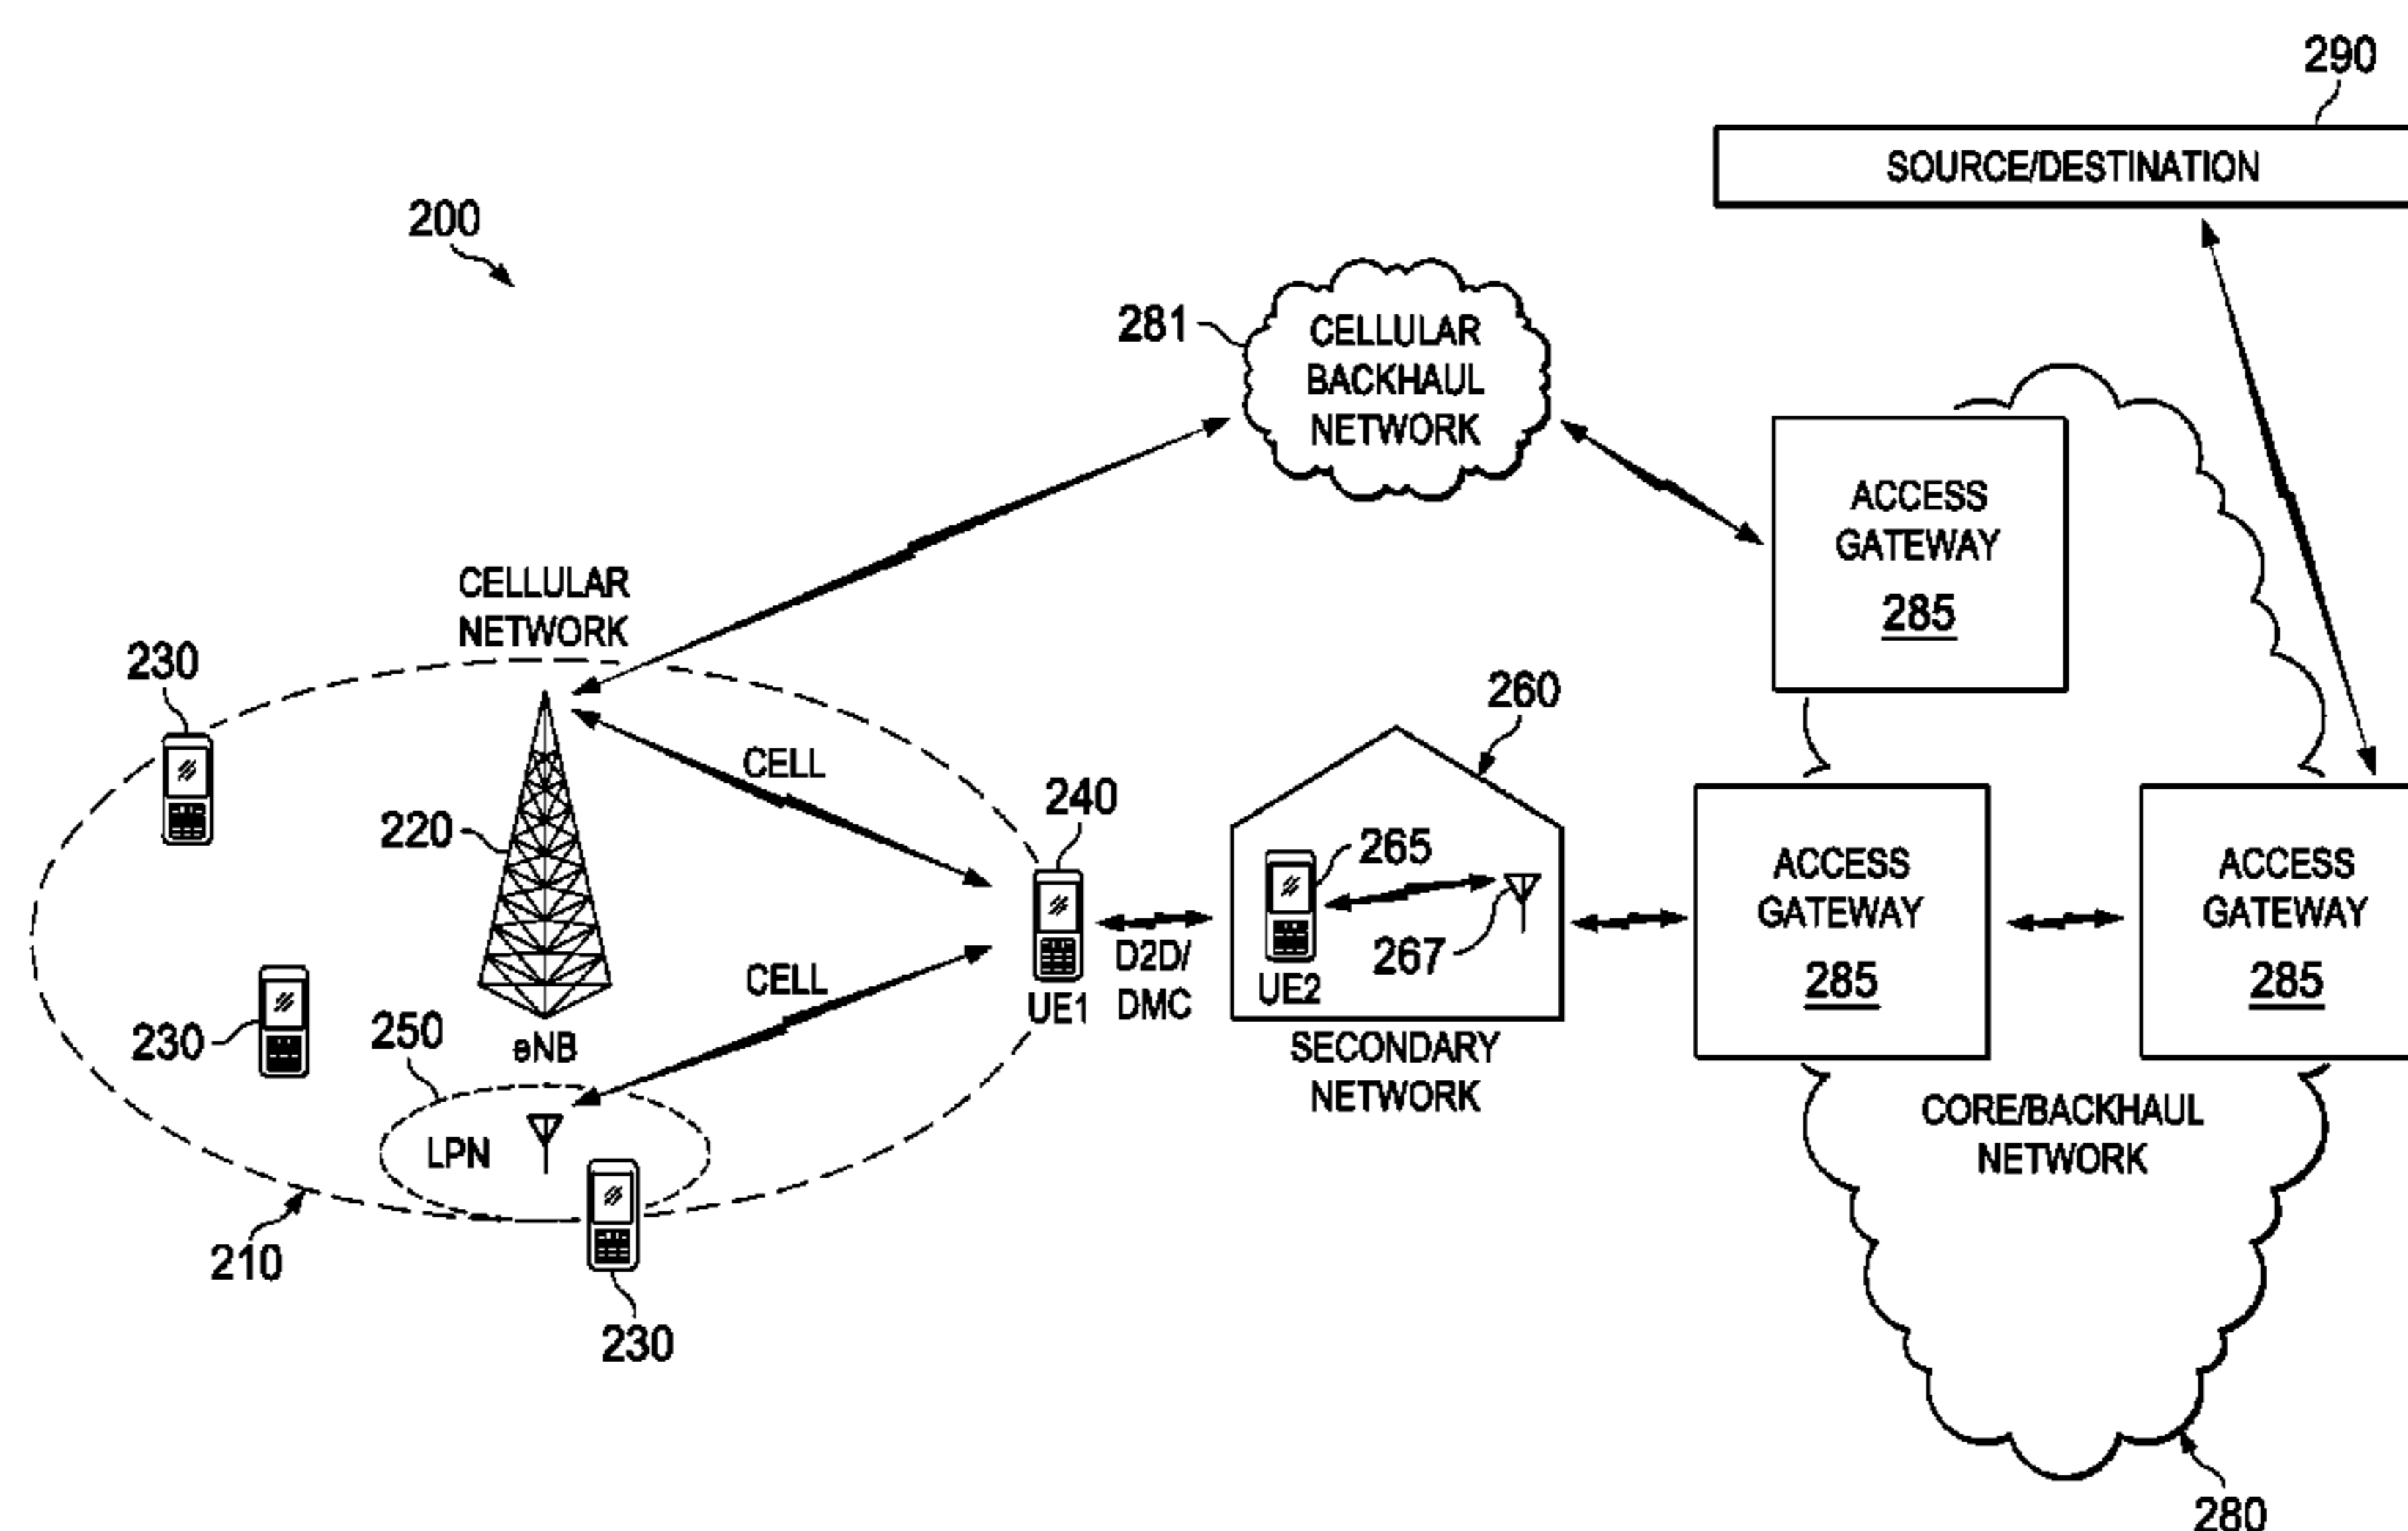 290
SOURCE/DESTINATION
200
281
CELLULAR
BACKHAUL
NETWORK
ACCESS
GATEWAY
285
CELLULAR
NETWORK
230
260
CELL
240
220
265
ACCESS
GATEWAY
285
ACCESS
GATEWAY
285
267
D2D/
DMC
UE1
UE2
CELL
230
250
eNB
SECONDARY
NETWORK
LPN
CORE/BACKHAUL
NETWORK
210
230
280